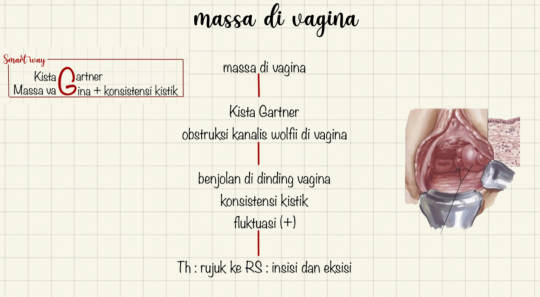 massa di vagina
Smart way
Kista Gartner
Massa vaGina + konsistensi kistik
massa di vagina
Kista Gartner
obstruksi kanalis wolfii di vagina
benjolan di dinding vagina
konsistensi kistik
fluktuasi (+)
Th : rujuk ke RS : insisi dan eksisi